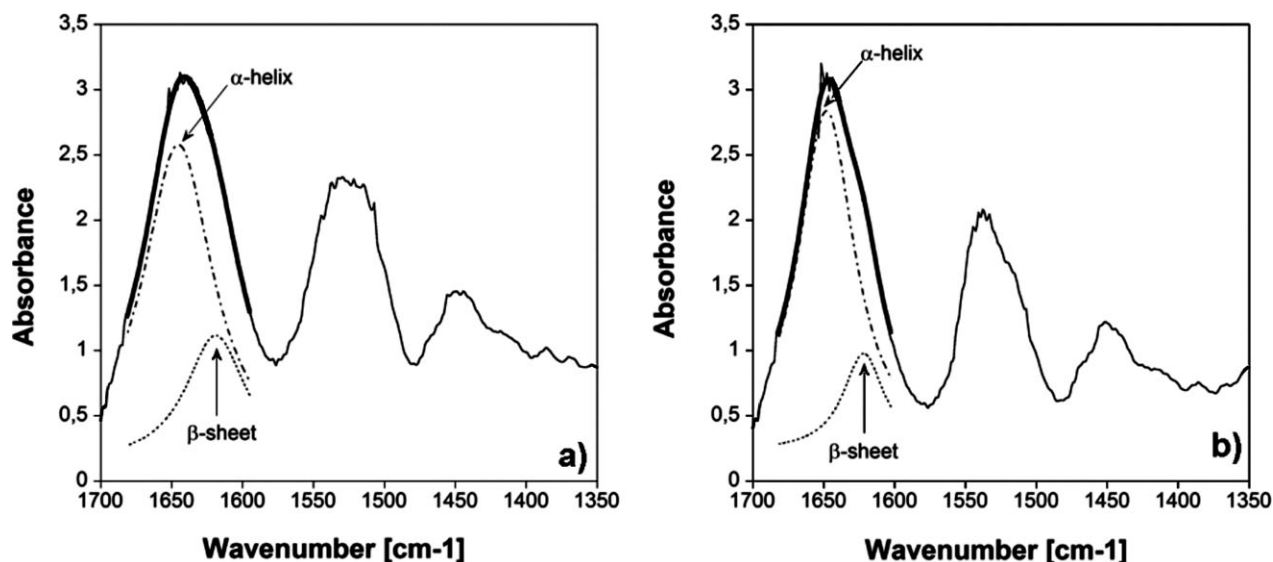 3,5
3
2,5
2
1,5
1
0,5
0
Absorbance
α-helix
β-sheet
a)
1700 1650 1600 1550 1500 1450 1400 1350
Wavenumber [cm-1]
3,5
3
2,5
2
1,5
1
0,5
0
Absorbance
α-helix
β-sheet
b)
1700 1650 1600 1550 1500 1450 1400 1350
Wavenumber [cm-1]